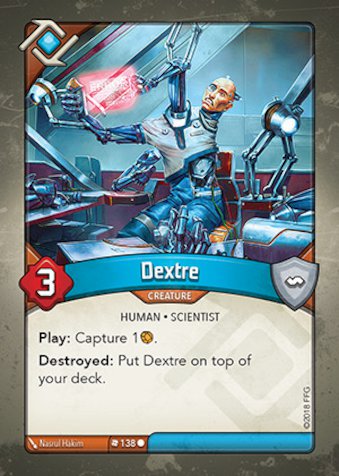 Dextre
3
CREATURE
HUMAN • SCIENTIST
Play: Capture 1.
Destroyed: Put Dextre on top of
your deck.
Nasrul Hakim
138
©2018 FFG